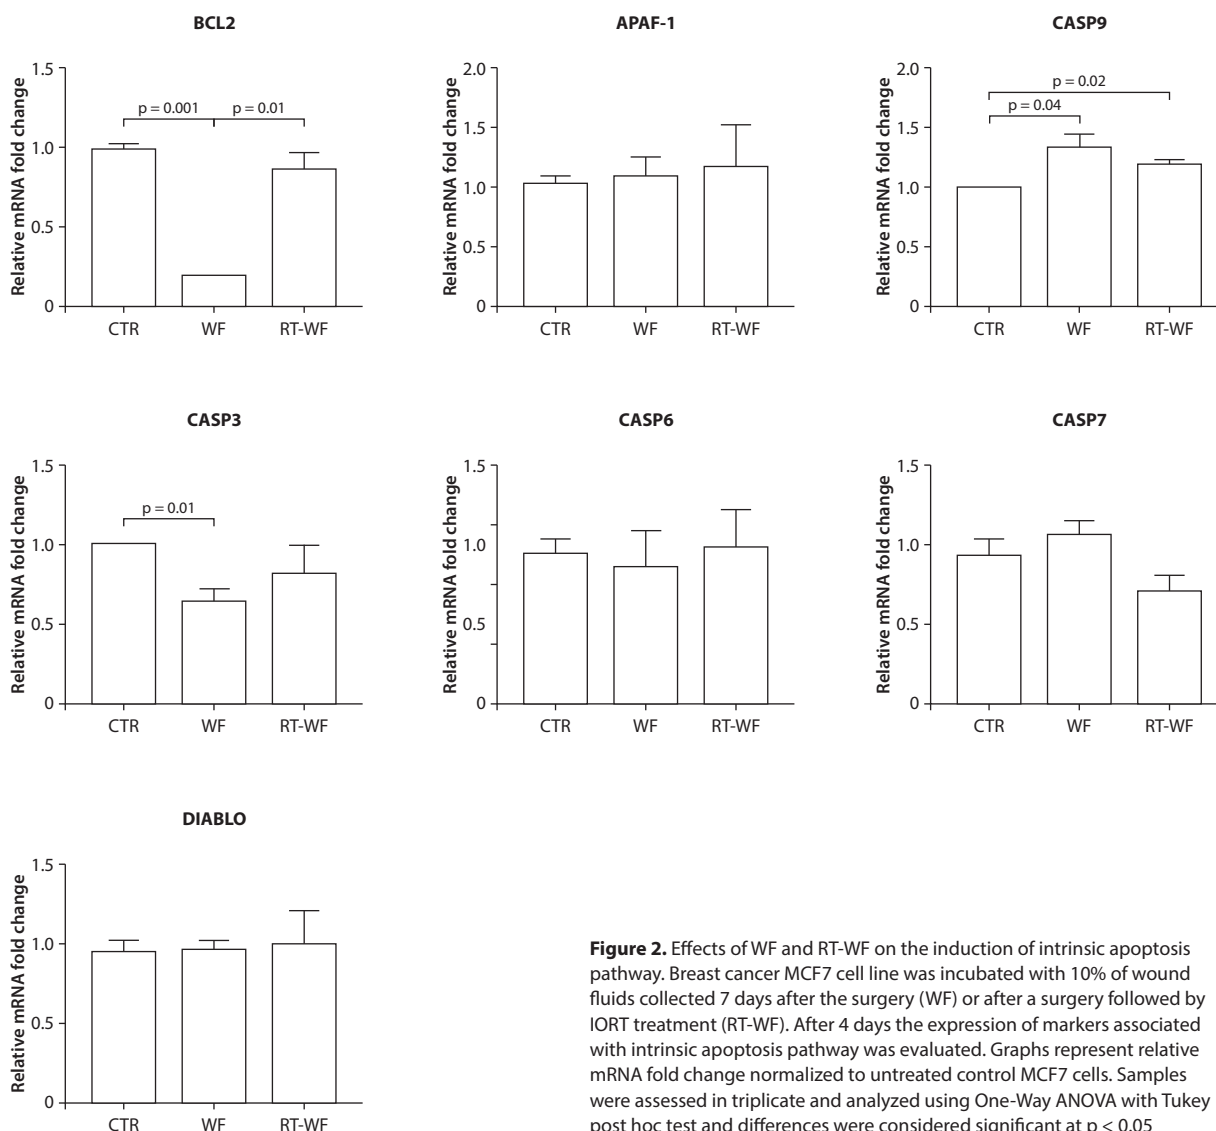 BCL2
Relative mRNA fold change
1.5
1.0
0.5
0
p = 0.001
p = 0.01
CTR WF RT-WF
APAF-1
Relative mRNA fold change
2.0
1.5
1.0
0.5
0
CTR WF RT-WF
CASP9
Relative mRNA fold change
2.0
1.5
1.0
0.5
0
p = 0.02
p = 0.04
CTR WF RT-WF
CASP3
Relative mRNA fold change
1.5
1.0
0.5
0
p = 0.01
CTR WF RT-WF
CASP6
Relative mRNA fold change
1.5
1.0
0.5
0
CTR WF RT-WF
CASP7
Relative mRNA fold change
1.5
1.0
0.5
0
CTR WF RT-WF
DIABLO
Relative mRNA fold change
1.5
1.0
0.5
0
CTR WF RT-WF
Figure 2. Effects of WF and RT-WF on the induction of intrinsic apoptosis
pathway. Breast cancer MCF7 cell line was incubated with 10% of wound
fluids collected 7 days after the surgery (WF) or after a surgery followed by
IORT treatment (RT-WF). After 4 days the expression of markers associated
with intrinsic apoptosis pathway was evaluated. Graphs represent relative
mRNA fold change normalized to untreated control MCF7 cells. Samples
were assessed in triplicate and analyzed using One-Way ANOVA with Tukey
post hoc test and differences were considered significant at p < 0.05